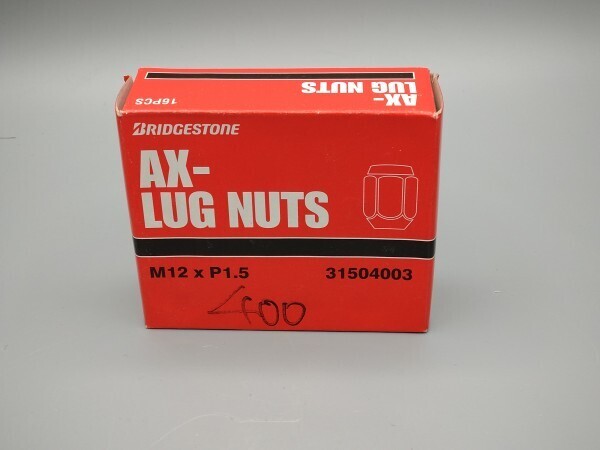 AX-
LUG NUTS
16PCS
BRIDGESTONE
AX-
LUG NUTS
M12 x P1.5 31504003
400